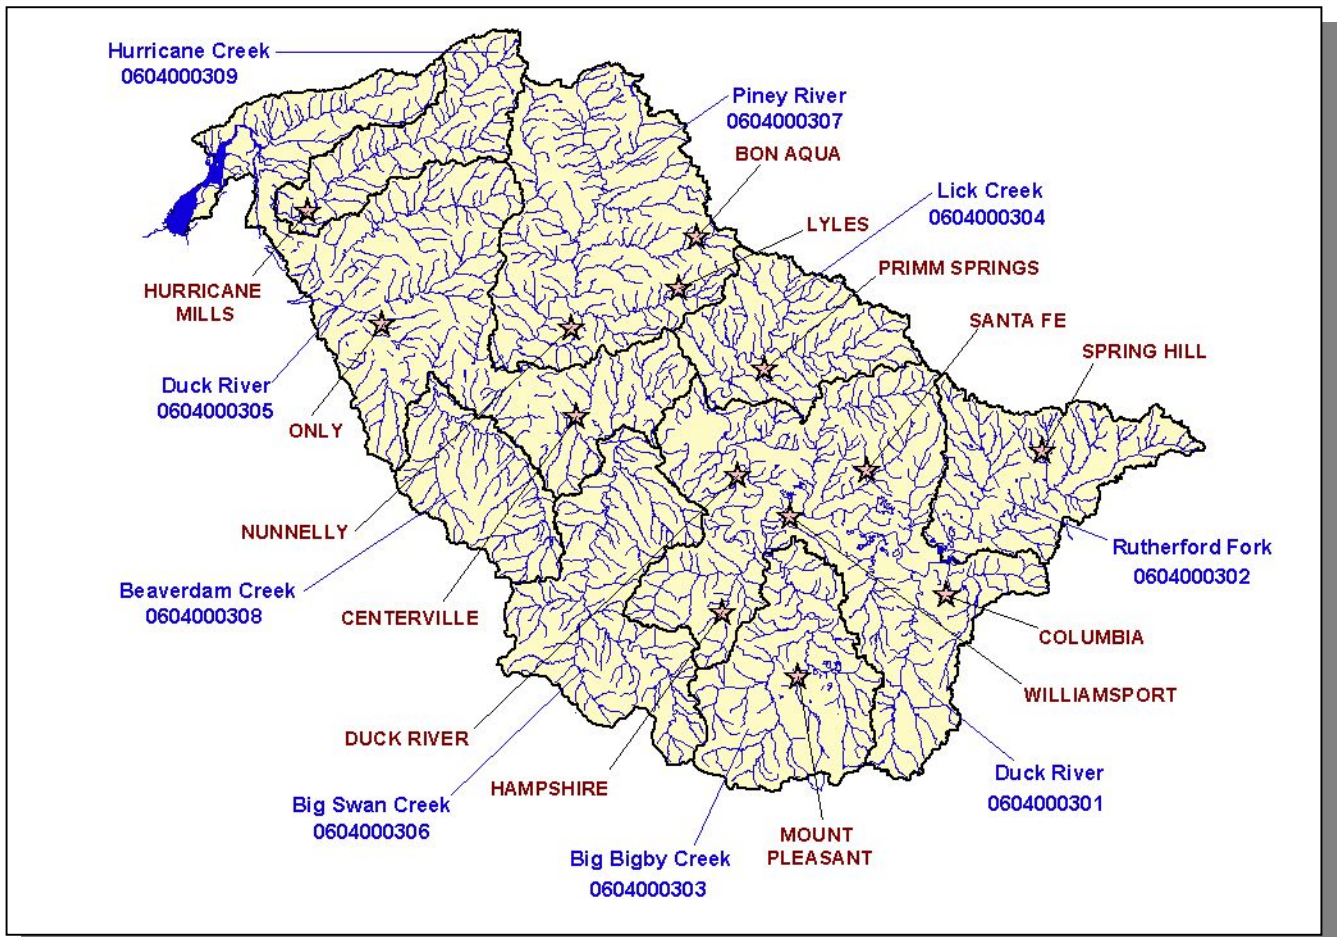 Hurricane Creek
0604000309
Piney River
0604000307
BON AQUA
Lick Creek
0604000304
LYLES
PRIMM SPRINGS
HURRICANE
MILLS
SANTA FE
SPRING HILL
Duck River
0604000305
ONLY
NUNNELLY
Rutherford Fork
0604000302
Beaverdam Creek
0604000308
CENTERVILLE
COLUMBIA
WILLIAMSPORT
DUCK RIVER
HAMPSHIRE
Duck River
0604000301
Big Swan Creek
0604000306
MOUNT
PLEASANT
Big Bigby Creek
0604000303